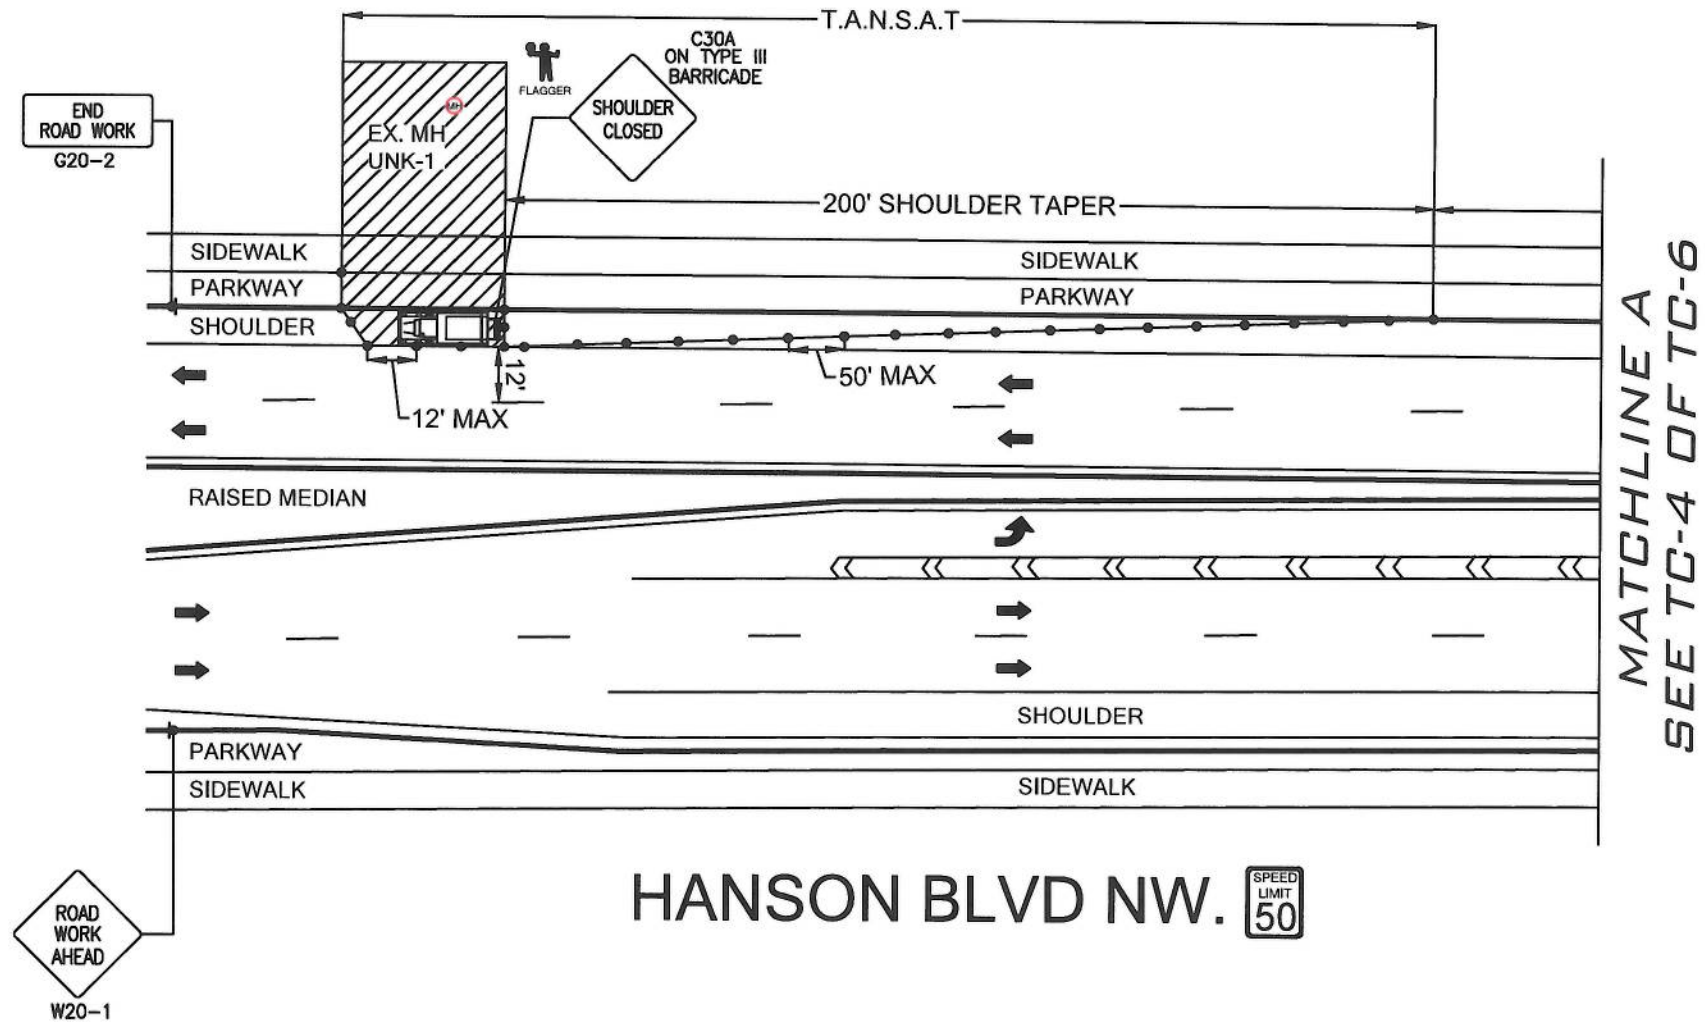 T.A.N.S.A.T
C30A
ON TYPE III
BARRICADE
FLAGGER
SHOULDER
CLOSED
END
ROAD WORK
G20-2
MH
EX. MH
UNK-1
200' SHOULDER TAPER
SIDEWALK
SIDEWALK
PARKWAY
PARKWAY
SHOULDER
12'
50' MAX
12' MAX
RAISED MEDIAN
SHOULDER
PARKWAY
SIDEWALK
SIDEWALK
MATCHLINE A
SEE TC-4 OF TC-6
HANSON BLVD NW.
SPEED
LIMIT
50
ROAD
WORK
AHEAD
W20-1